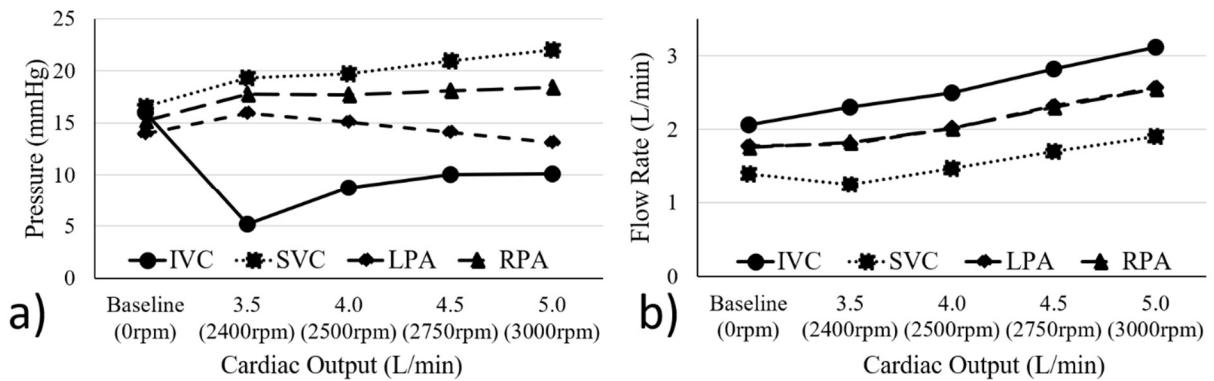 25
20
15
10
5
0
Pressure (mmHg)
IVC SVC LPA RPA
Baseline 3.5 4.0 4.5 5.0
(0rpm) (2400rpm) (2500rpm) (2750rpm) (3000rpm)
Cardiac Output (L/min)
a)
3
2
1
0
Flow Rate (L/min)
IVC SVC LPA RPA
Baseline 3.5 4.0 4.5 5.0
(0rpm) (2400rpm) (2500rpm) (2750rpm) (3000rpm)
Cardiac Output (L/min)
b)